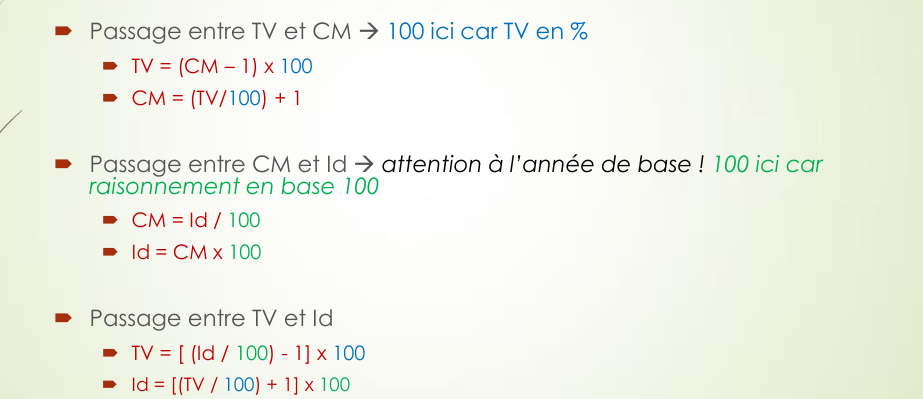 Passage entre TV et CM → 100 ici car TV en %
TV = (CM – 1) x 100
CM = (TV/100) + 1
Passage entre CM et Id → attention à l’année de base ! 100 ici car
raisonnement en base 100
CM = Id / 100
Id = CM x 100
Passage entre TV et Id
TV = [ (Id / 100) - 1] x 100
Id = [(TV / 100) + 1] x 100